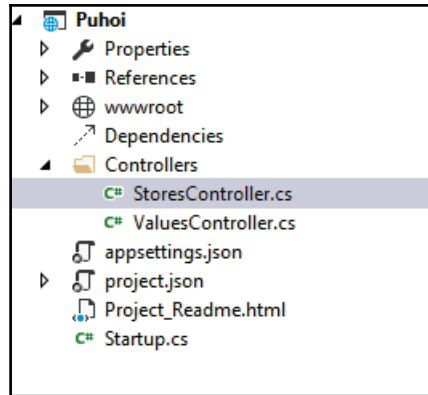 Puhoi
Properties
References
wwwroot
Dependencies
Controllers
C# StoresController.cs
C# ValuesController.cs
appsettings.json
project.json
Project_Readme.html
C# Startup.cs